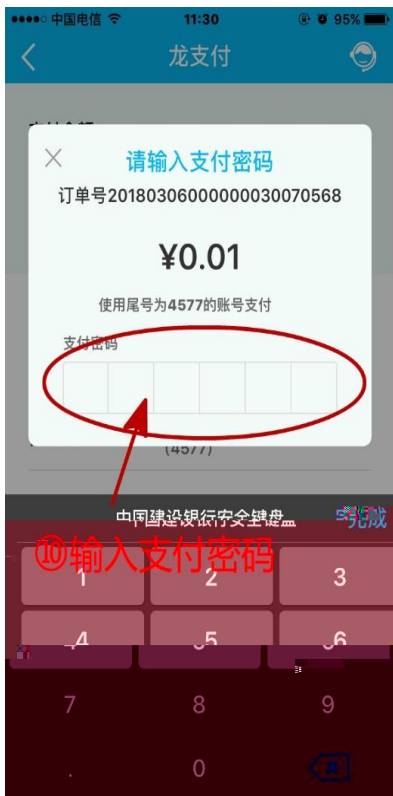 中国电信 11:30 95%
龙支付
请输入支付密码
订单号20180306000000030070568
¥0.01
使用尾号为4577的账号支付
支付密码
(4577)
中国建设银行安全键盘 完成
⑩输入支付密码
1 2 3
4 5 6
7 8 9
. 0